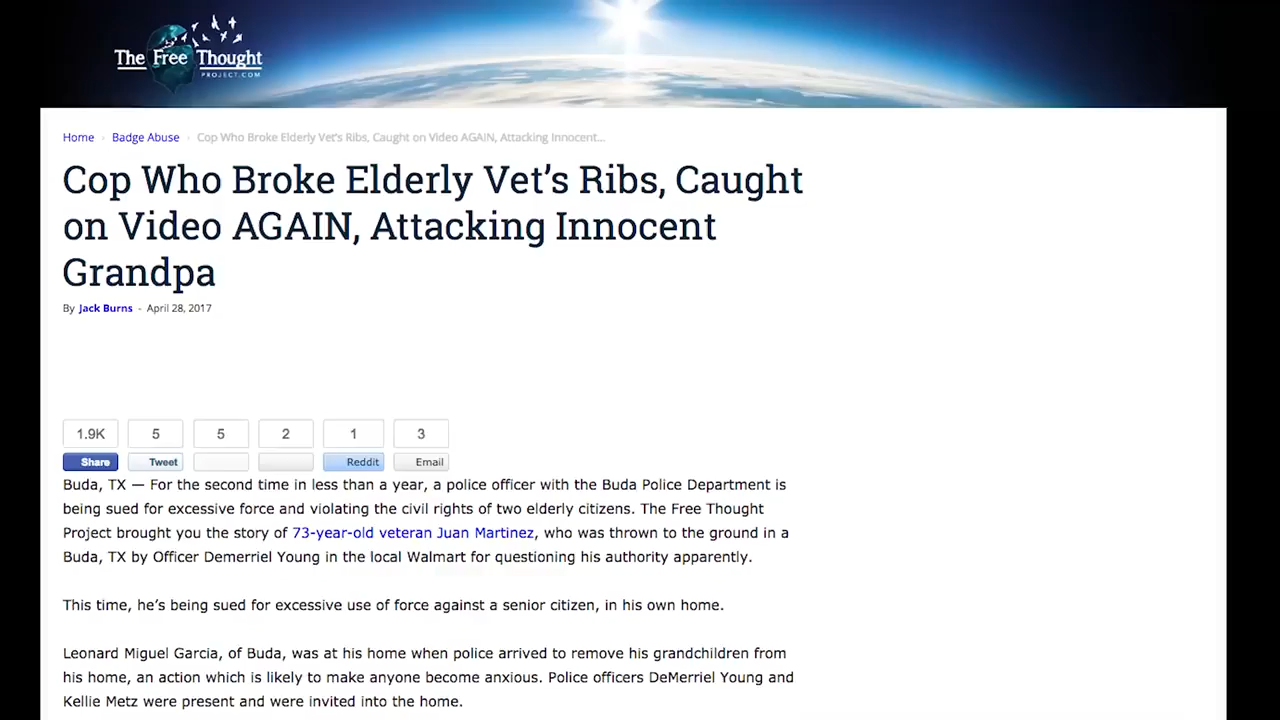 The Free Thought
PROJECT.COM
Home › Badge Abuse › Cop Who Broke Elderly Vet's Ribs, Caught on Video AGAIN, Attacking Innocent...
Cop Who Broke Elderly Vet’s Ribs, Caught
on Video AGAIN, Attacking Innocent
Grandpa
By Jack Burns - April 28, 2017
1.9K 5 5 2 1 3
Share Tweet Reddit Email
Buda, TX — For the second time in less than a year, a police officer with the Buda Police Department is
being sued for excessive force and violating the civil rights of two elderly citizens. The Free Thought
Project brought you the story of 73-year-old veteran Juan Martinez, who was thrown to the ground in a
Buda, TX by Officer Demerriel Young in the local Walmart for questioning his authority apparently.
This time, he’s being sued for excessive use of force against a senior citizen, in his own home.
Leonard Miguel Garcia, of Buda, was at his home when police arrived to remove his grandchildren from
his home, an action which is likely to make anyone become anxious. Police officers DeMerriel Young and
Kellie Metz were present and were invited into the home.